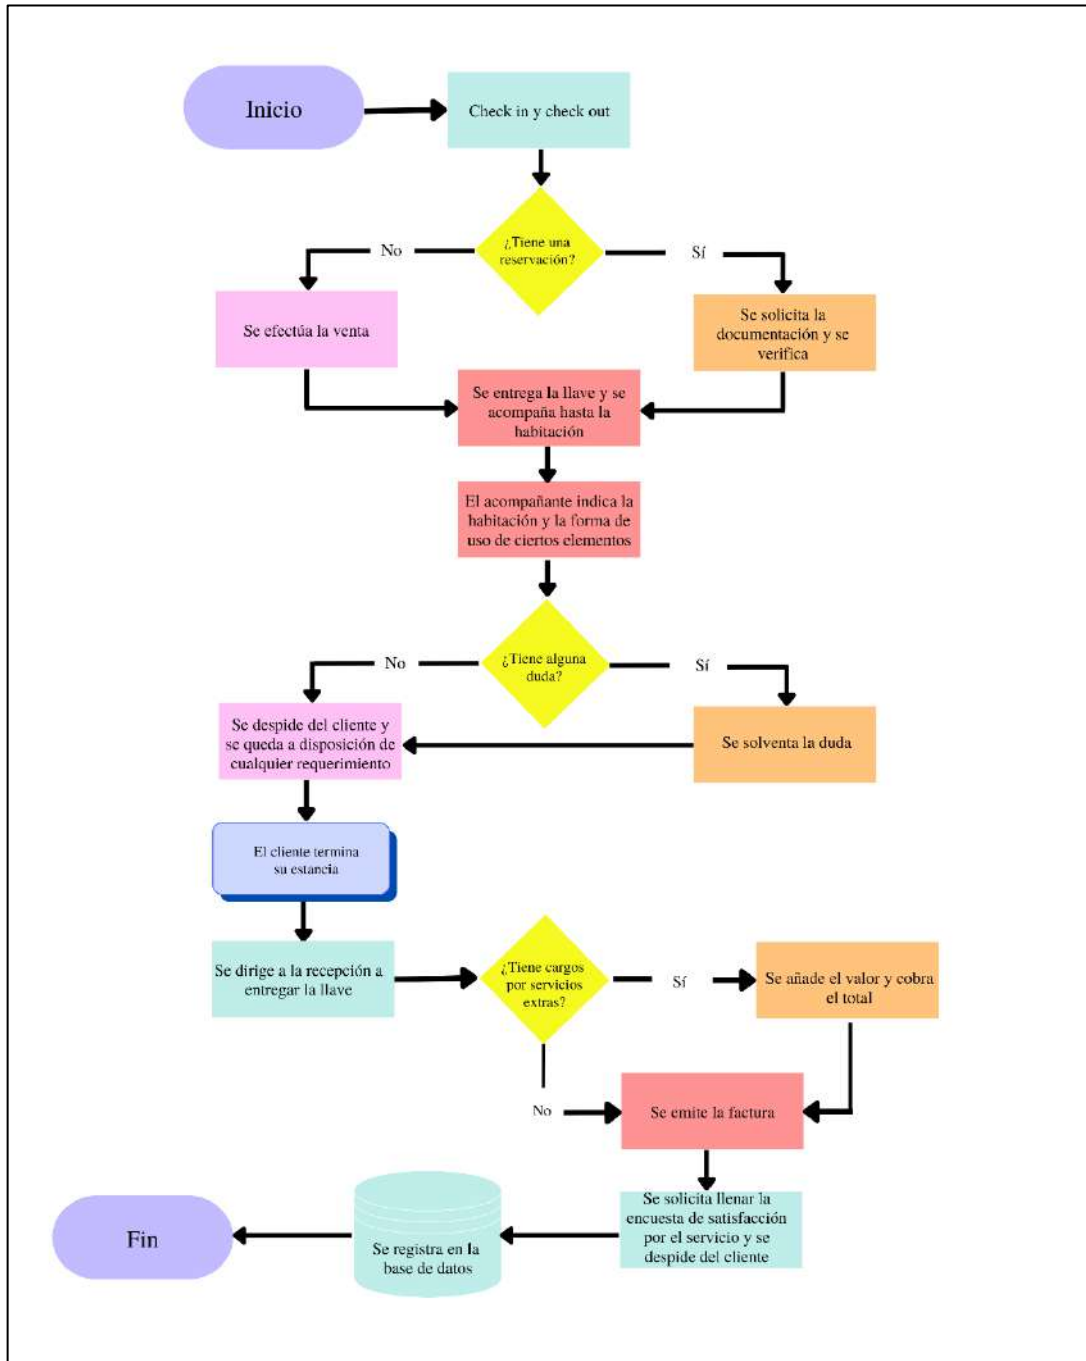 Inicio
Check in y check out
¿Tiene una
reservación?
No
Sí
Se efectúa la venta
Se solicita la
documentación y se
verifica
Se entrega la llave y se
acompaña hasta la
habitación
El acompañante indica la
habitación y la forma de
uso de ciertos elementos
¿Tiene alguna
duda?
No
Sí
Se despide del cliente y
se queda a disposición de
cualquier requerimiento
Se solventa la duda
El cliente termina
su estancia
Se dirige a la recepción a
entregar la llave
¿Tiene cargos
por servicios
extras?
Sí
Se añade el valor y cobra
el total
No
Se emite la factura
Se solicita llenar la
encuesta de satisfacción
por el servicio y se
despide del cliente
Se registra en la
base de datos
Fin